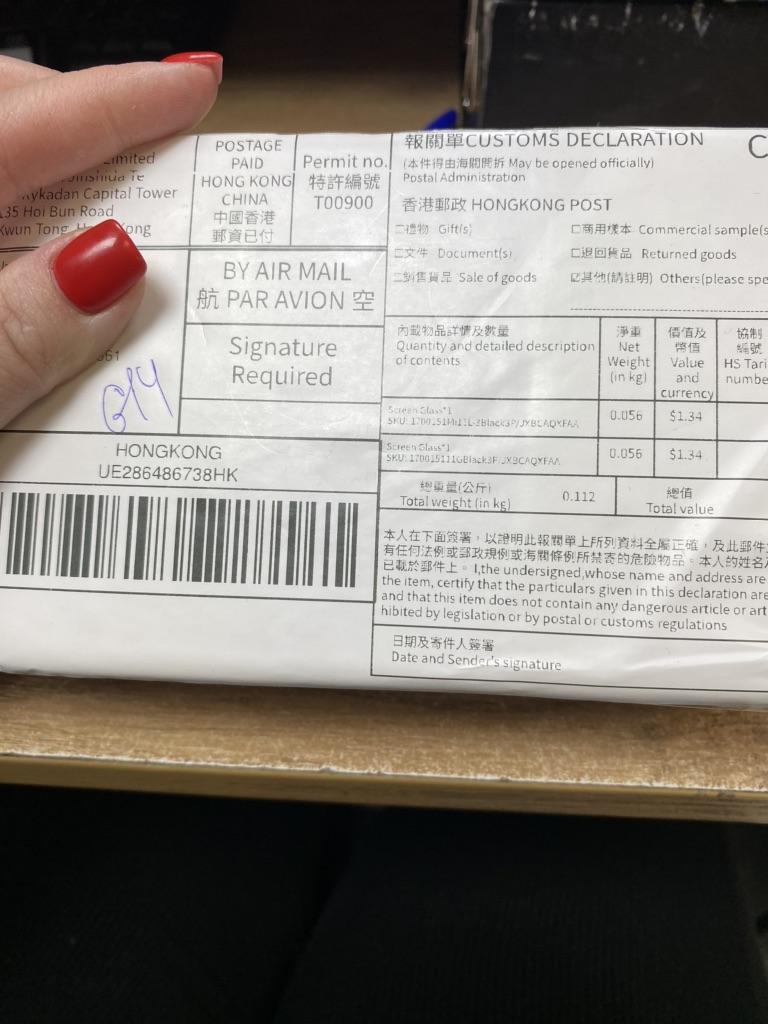 Limited
Capital Tower
135 Hoi Bun Road
Kwun Tong, Kong
POSTAGE
PAID
HONG KONG
CHINA
中國香港
郵資已付
Permit no.
特許編號
T00900
BY AIR MAIL
航 PAR AVION 空
Signature
Required
661
HONGKONG
UE286486738HK
報關單CUSTOMS DECLARATION
(本件得由海關開拆 May be opened officially)
Postal Administration
香港郵政 HONGKONG POST
□禮物 Gift(s)
□商用樣本 Commercial sample(s
□文件 Document(s)
□退回貨品 Returned goods
□銷售貨品 Sale of goods
☑其他(請註明) Others(please spe
內載物品詳情及數量
Quantity and detailed description
of contents
淨重
Net
Weight
(in kg)
價值及
幣值
Value
and
currency
協制
編號
HS Tari
numbe
Screen Glass*1
0.056
$1.34
Screen Glass*1
0.056
$1.34
總重量(公斤)
Total weight (in kg)
0.112
總值
Total value
本人在下面簽署，以證明此報關單上所列資料全屬正確，及此郵件
有任何法例或郵政規例或海關條例所禁寄的危險物品。本人的姓名
已載於郵件上。I,the undersigned,whose name and address are
the item, certify that the particulars given in this declaration are
and that this item does not contain any dangerous article or art
hibited by legislation or by postal or customs regulations
日期及寄件人簽署
Date and Sender's signature